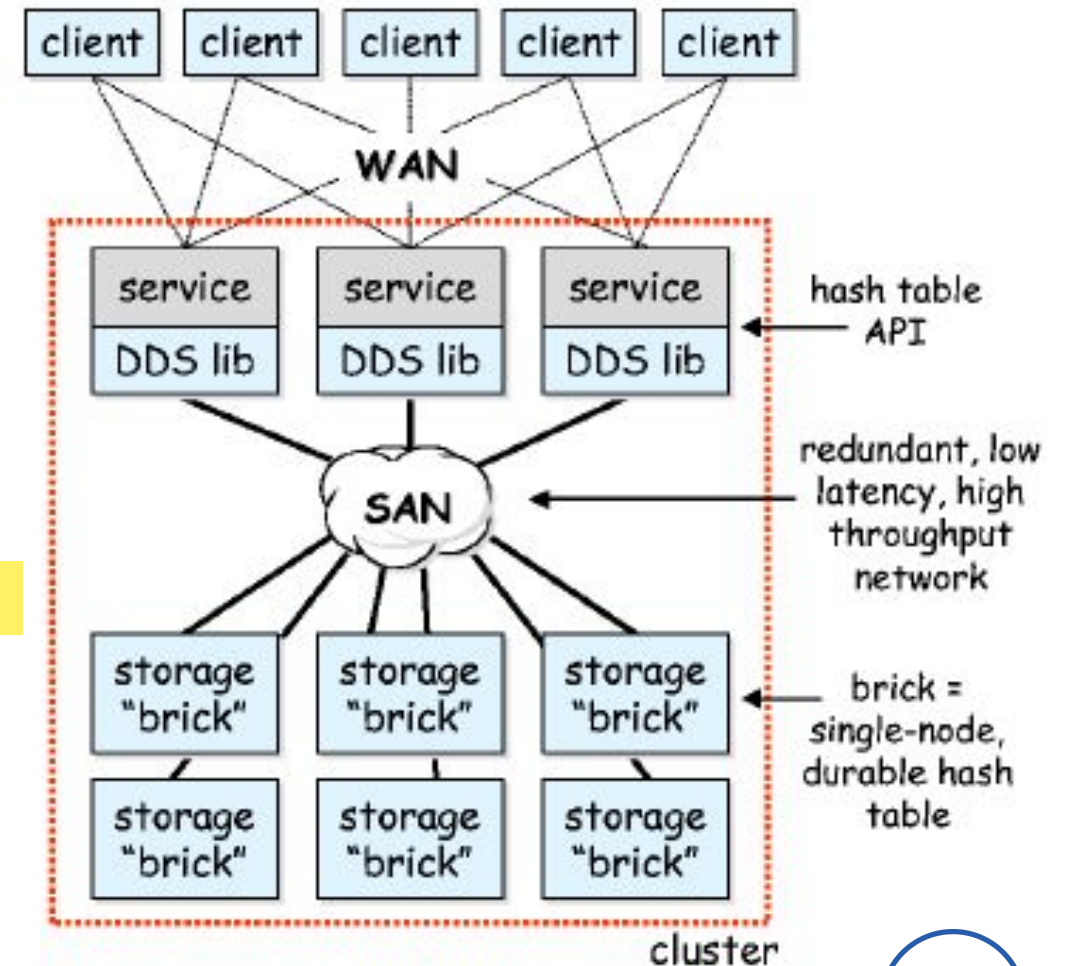 client client client client client
WAN
service service service
DDS lib DDS lib DDS lib
hash table
API
SAN
redundant, low
latency, high
throughput
network
storage storage storage
"brick" "brick" "brick"
brick =
single-node,
durable hash
table
storage storage storage
"brick" "brick" "brick"
cluster